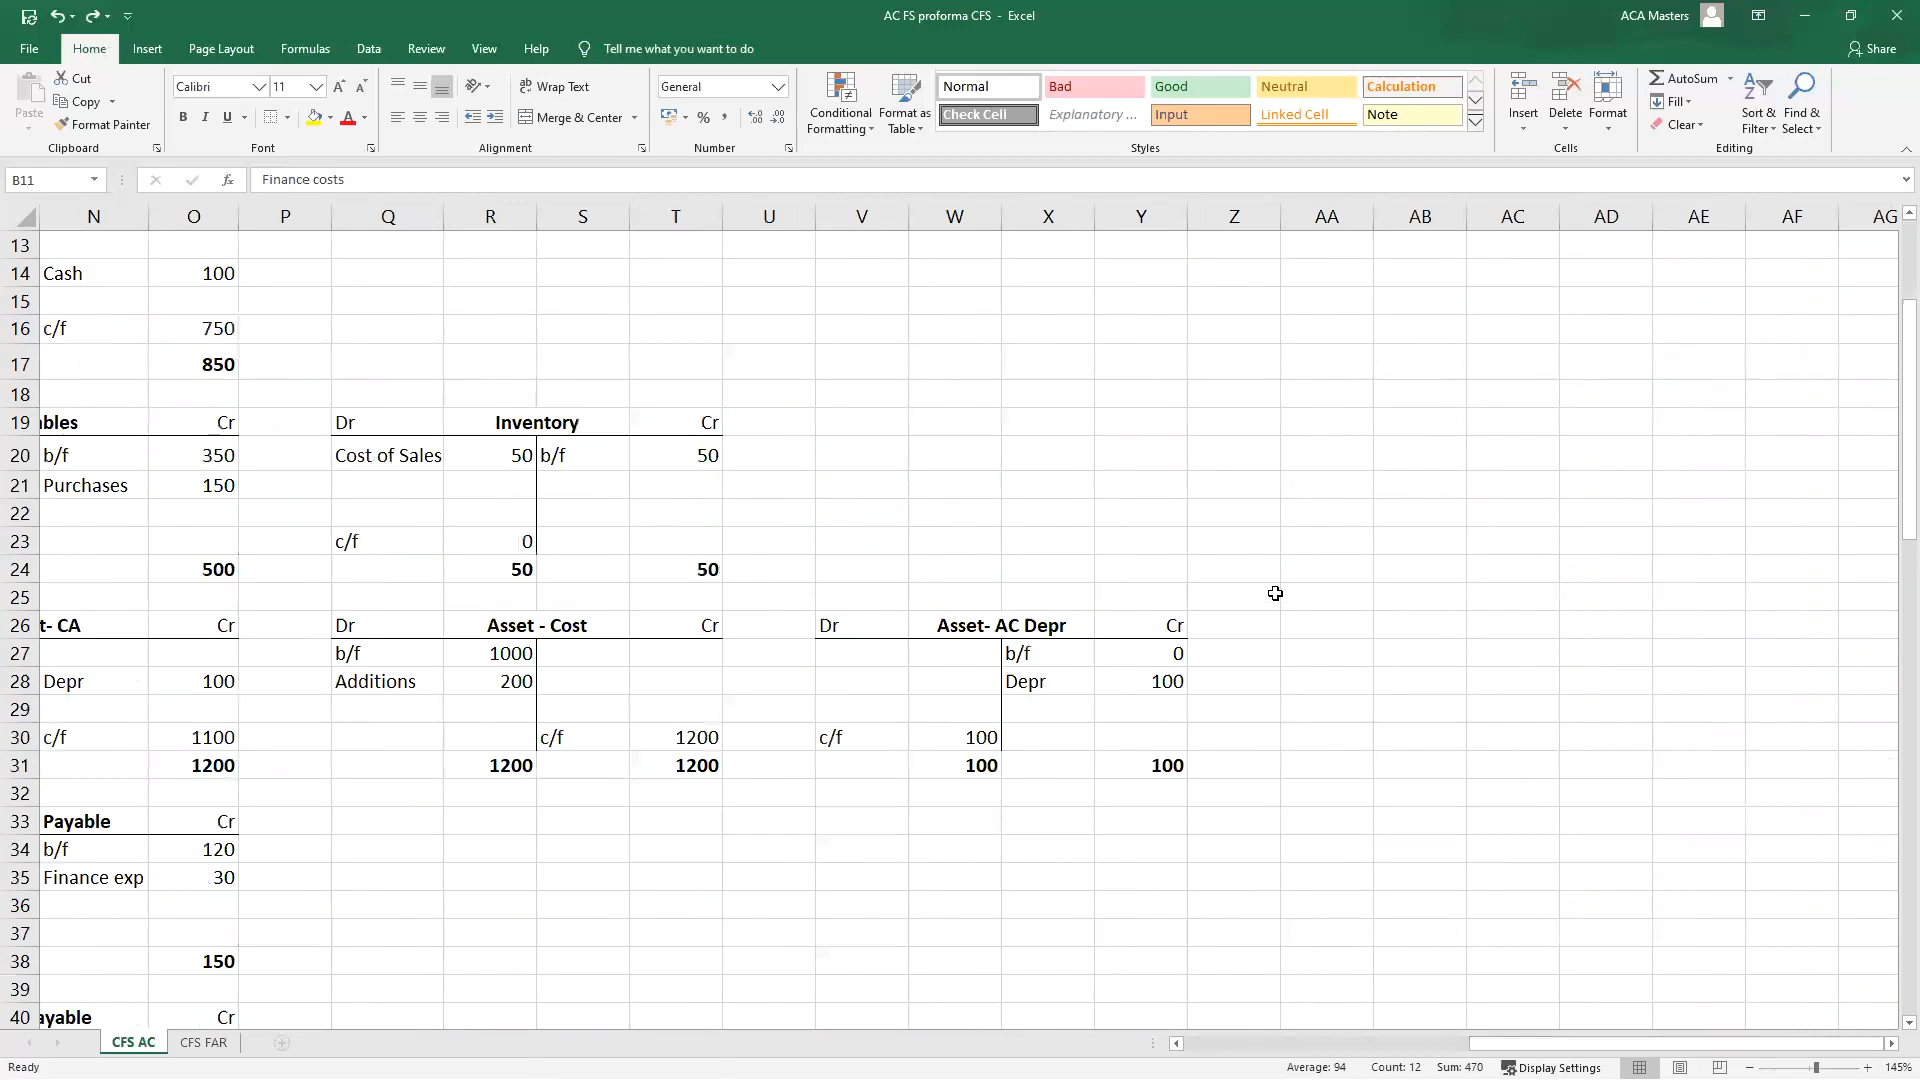 AC FS proforma CFS - Excel
ACA Masters
File Home Insert Page Layout Formulas Data Review View Help Tell me what you want to do Share
Paste Cut Copy Format Painter Clipboard
Calibri 11 A A B I U A Font
Wrap Text Merge & Center Alignment
General % , Number
Conditional Formatting Format as Table
Normal Bad Good Neutral Calculation
Check Cell Explanatory ... Input Linked Cell Note
Styles
Insert Delete Format Cells
AutoSum Fill Clear Sort & Filter Find & Select Editing
B11 fx Finance costs
N O P Q R S T U V W X Y Z AA AB AC AD AE AF AG
13
14 Cash 100
15
16 c/f 750
17 850
18
19 bles Cr Dr Inventory Cr
20 b/f 350 Cost of Sales 50 b/f 50
21 Purchases 150
22
23 c/f 0
24 500 50 50
25
26 t- CA Cr Dr Asset - Cost Cr Dr Asset- AC Depr Cr
27 b/f 1000 b/f 0
28 Depr 100 Additions 200 Depr 100
29
30 c/f 1100 c/f 1200 c/f 100
31 1200 1200 1200 100 100
32
33 Payable Cr
34 b/f 120
35 Finance exp 30
36
37
38 150
39
40 ayable Cr
CFS AC CFS FAR
Ready Average: 94 Count: 12 Sum: 470 Display Settings 145%